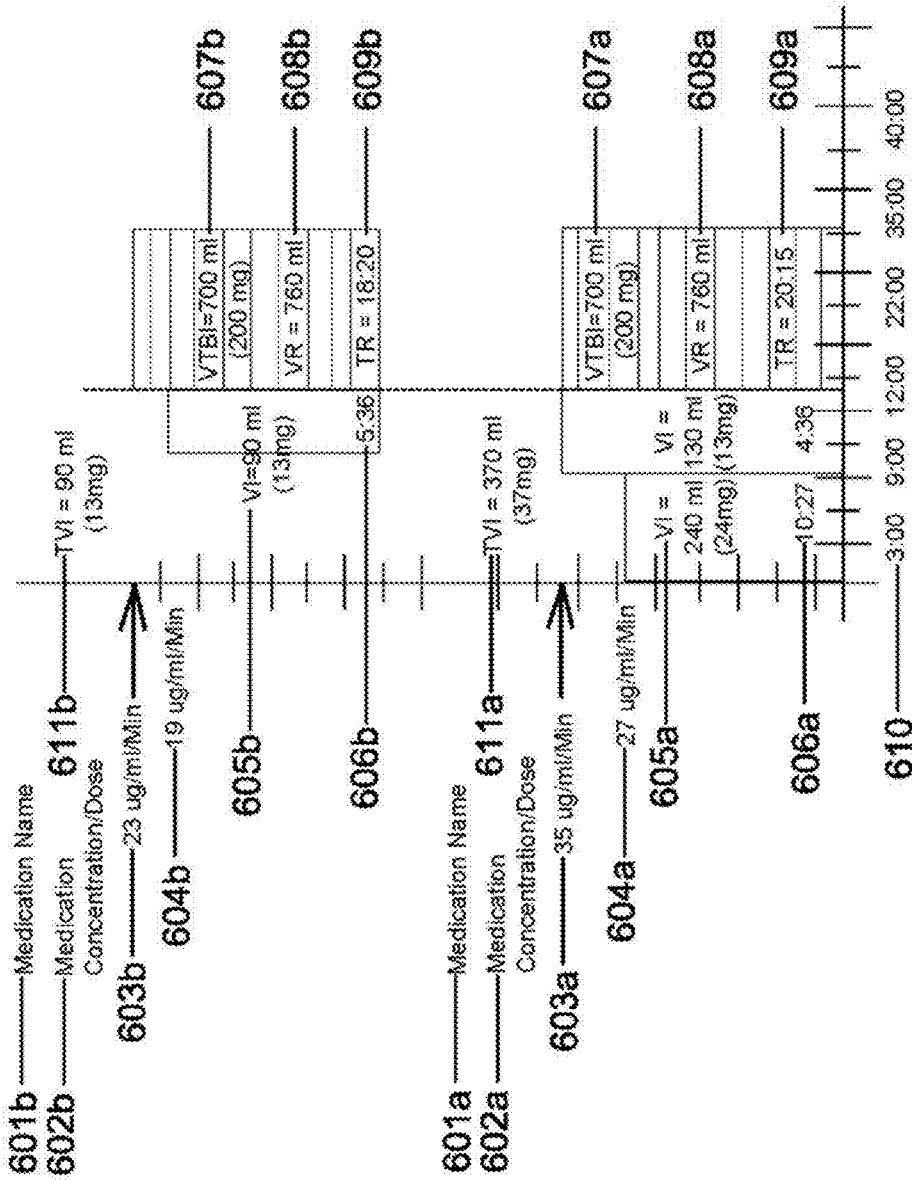 601b Medication Name
602b Medication Concentration/Dose
611b TVI = 90 ml
(13mg)
603b 23 ug/ml/Min
604b 19 ug/ml/Min
605b VI=90 ml
(13mg)
606b 5:36
VTBI=700 ml 607b
(200 mg)
VR = 760 ml 608b
TR = 18:20 609b
601a Medication Name
602a Medication Concentration/Dose
611a TVI = 370 ml
(37mg)
603a 35 ug/ml/Min
604a 27 ug/ml/Min
605a VI =
240 ml
(24mg)
606a 10:27
VI =
130 ml
(13mg)
4:36
VTBI=700 ml 607a
(200 mg)
VR = 760 ml 608a
TR = 20:15 609a
610 3:00 9:00 12:00 22:00 35:00 40:00